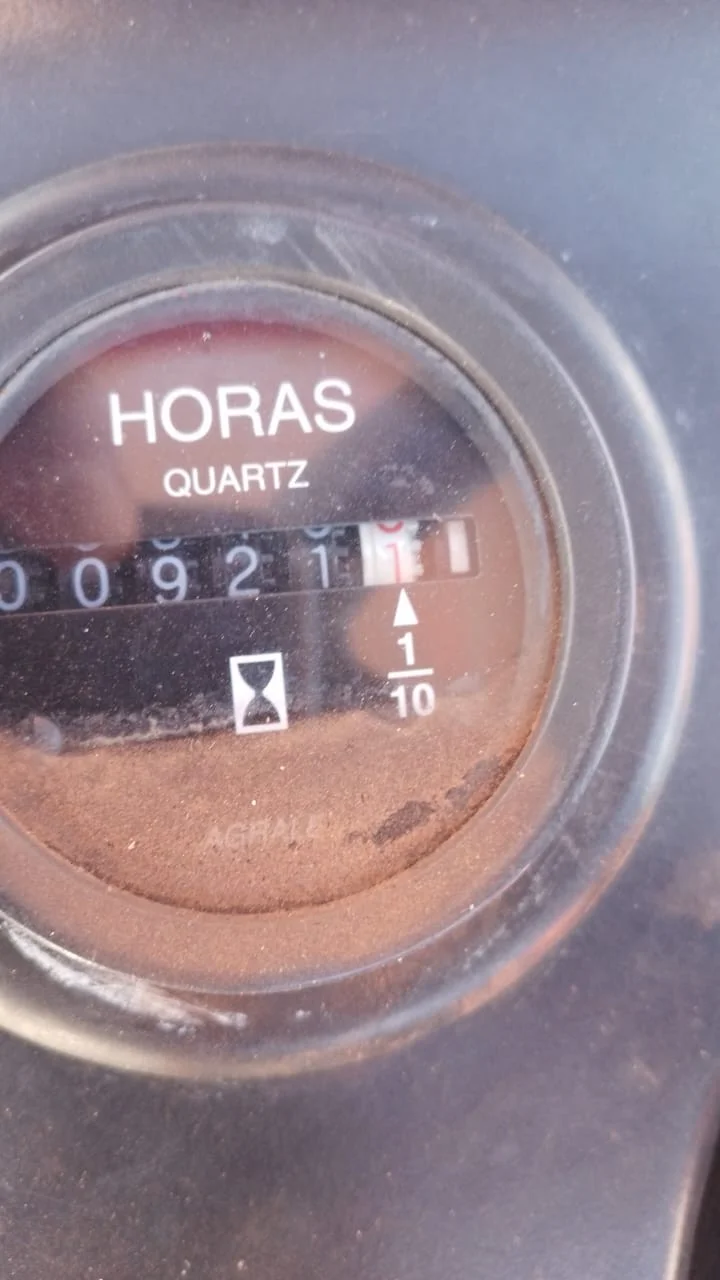 HORAS
QUARTZ
009211
1
10
AGRALE